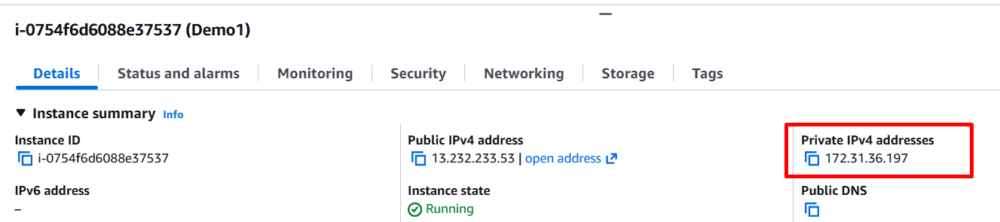 i-0754f6d6088e37537 (Demo1)
Details Status and alarms Monitoring Security Networking Storage Tags
Instance summary Info
Instance ID
i-0754f6d6088e37537
Public IPv4 address
13.232.233.53 | open address
Private IPv4 addresses
172.31.36.197
IPv6 address
–
Instance state
Running
Public DNS